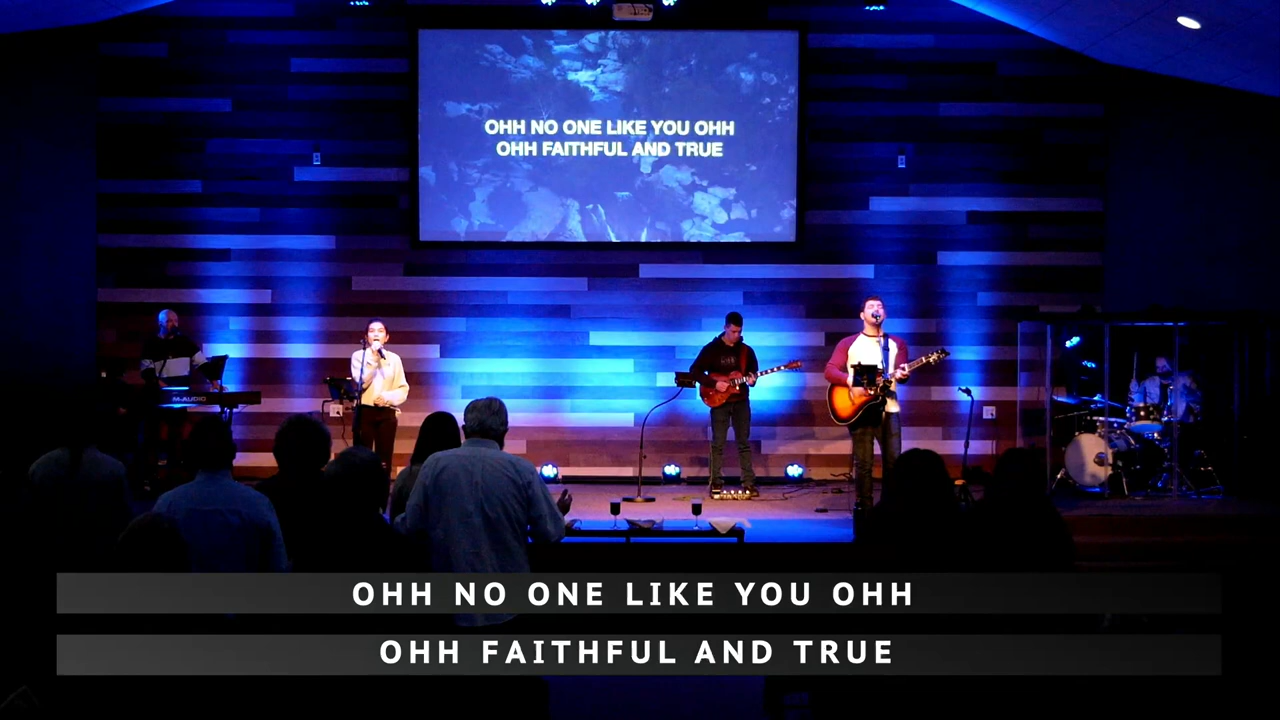 OHH NO ONE LIKE YOU OHH
OHH FAITHFUL AND TRUE
M-AUDIO
OHH NO ONE LIKE YOU OHH
OHH FAITHFUL AND TRUE